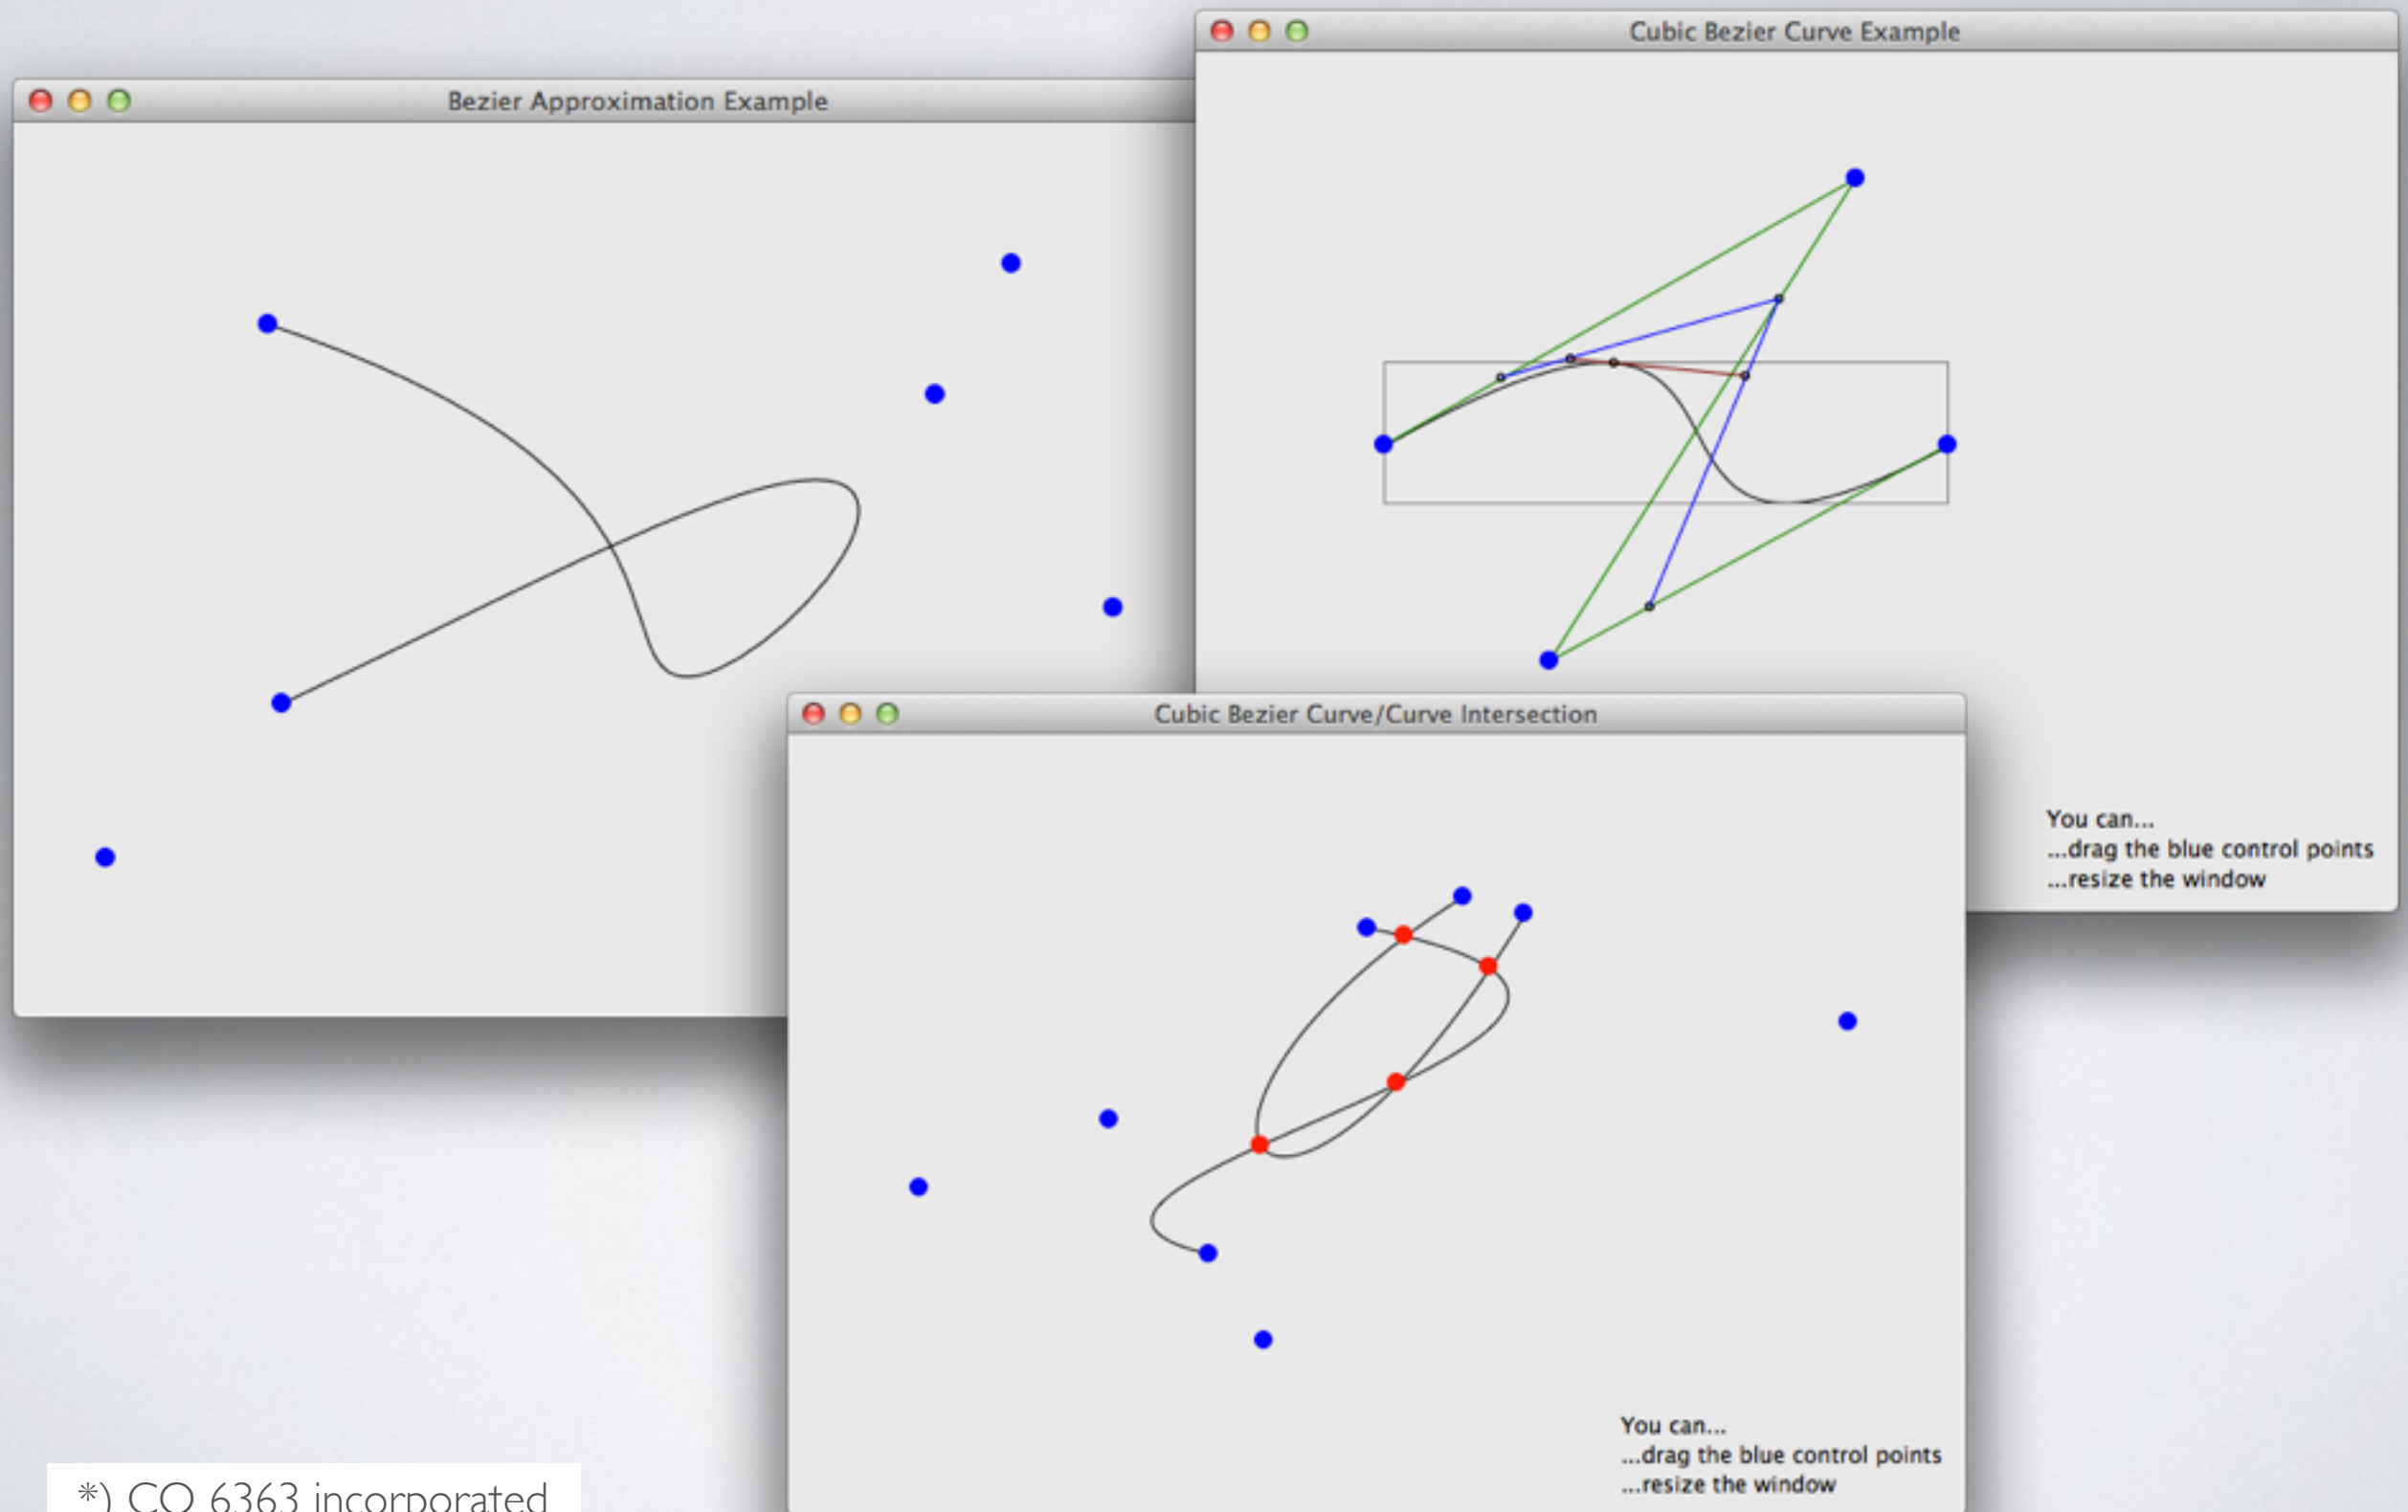 Cubic Bezier Curve Example
Bezier Approximation Example
You can...
...drag the blue control points
...resize the window
Cubic Bezier Curve/Curve Intersection
You can...
...drag the blue control points
...resize the window
*) CQ 6363 incorporated